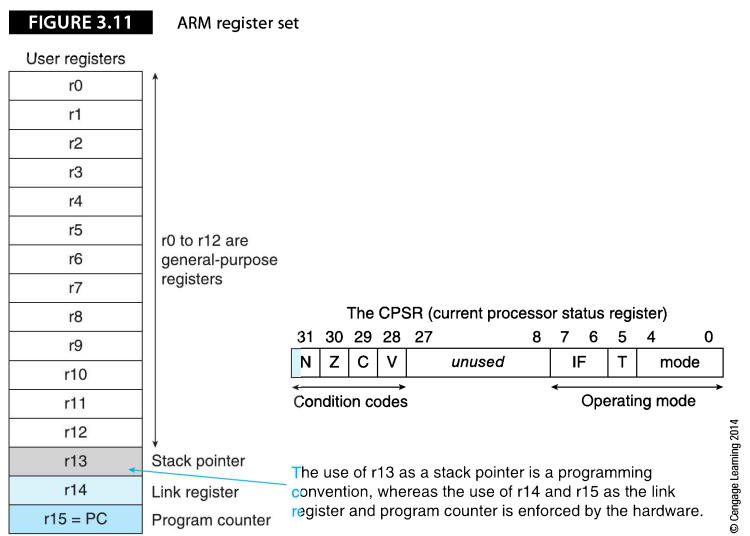 FIGURE 3.11 ARM register set
User registers
r0
r1
r2
r3
r4
r5
r6
r7
r8
r9
r10
r11
r12
r13
r14
r15 = PC
r0 to r12 are
general-purpose
registers
Stack pointer
Link register
Program counter
The CPSR (current processor status register)
31 30 29 28 27 8 7 6 5 4 0
N Z C V unused IF T mode
Condition codes Operating mode
The use of r13 as a stack pointer is a programming
convention, whereas the use of r14 and r15 as the link
register and program counter is enforced by the hardware.
© Cengage Learning 2014